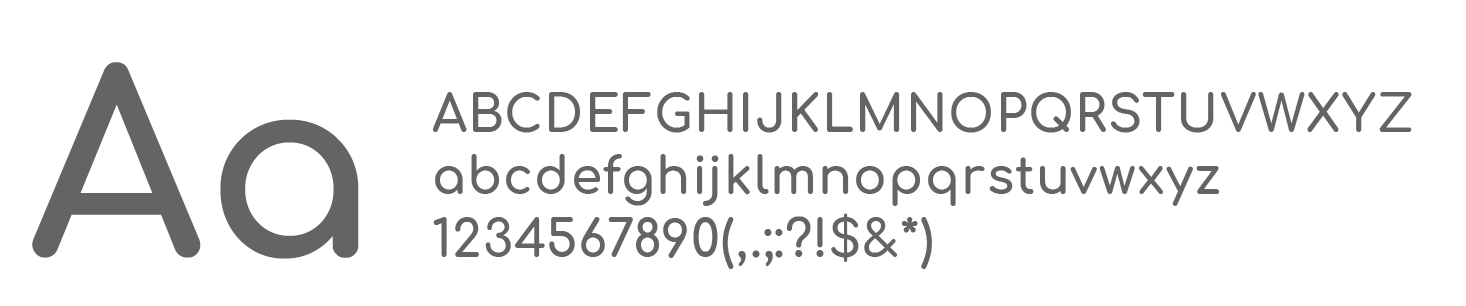 Aa
ABCDEFGHIJKLMNOPQRSTUVWXYZ
abcdefghijklmnopqrstuvwxyz
1234567890(,.;:?!$&*)